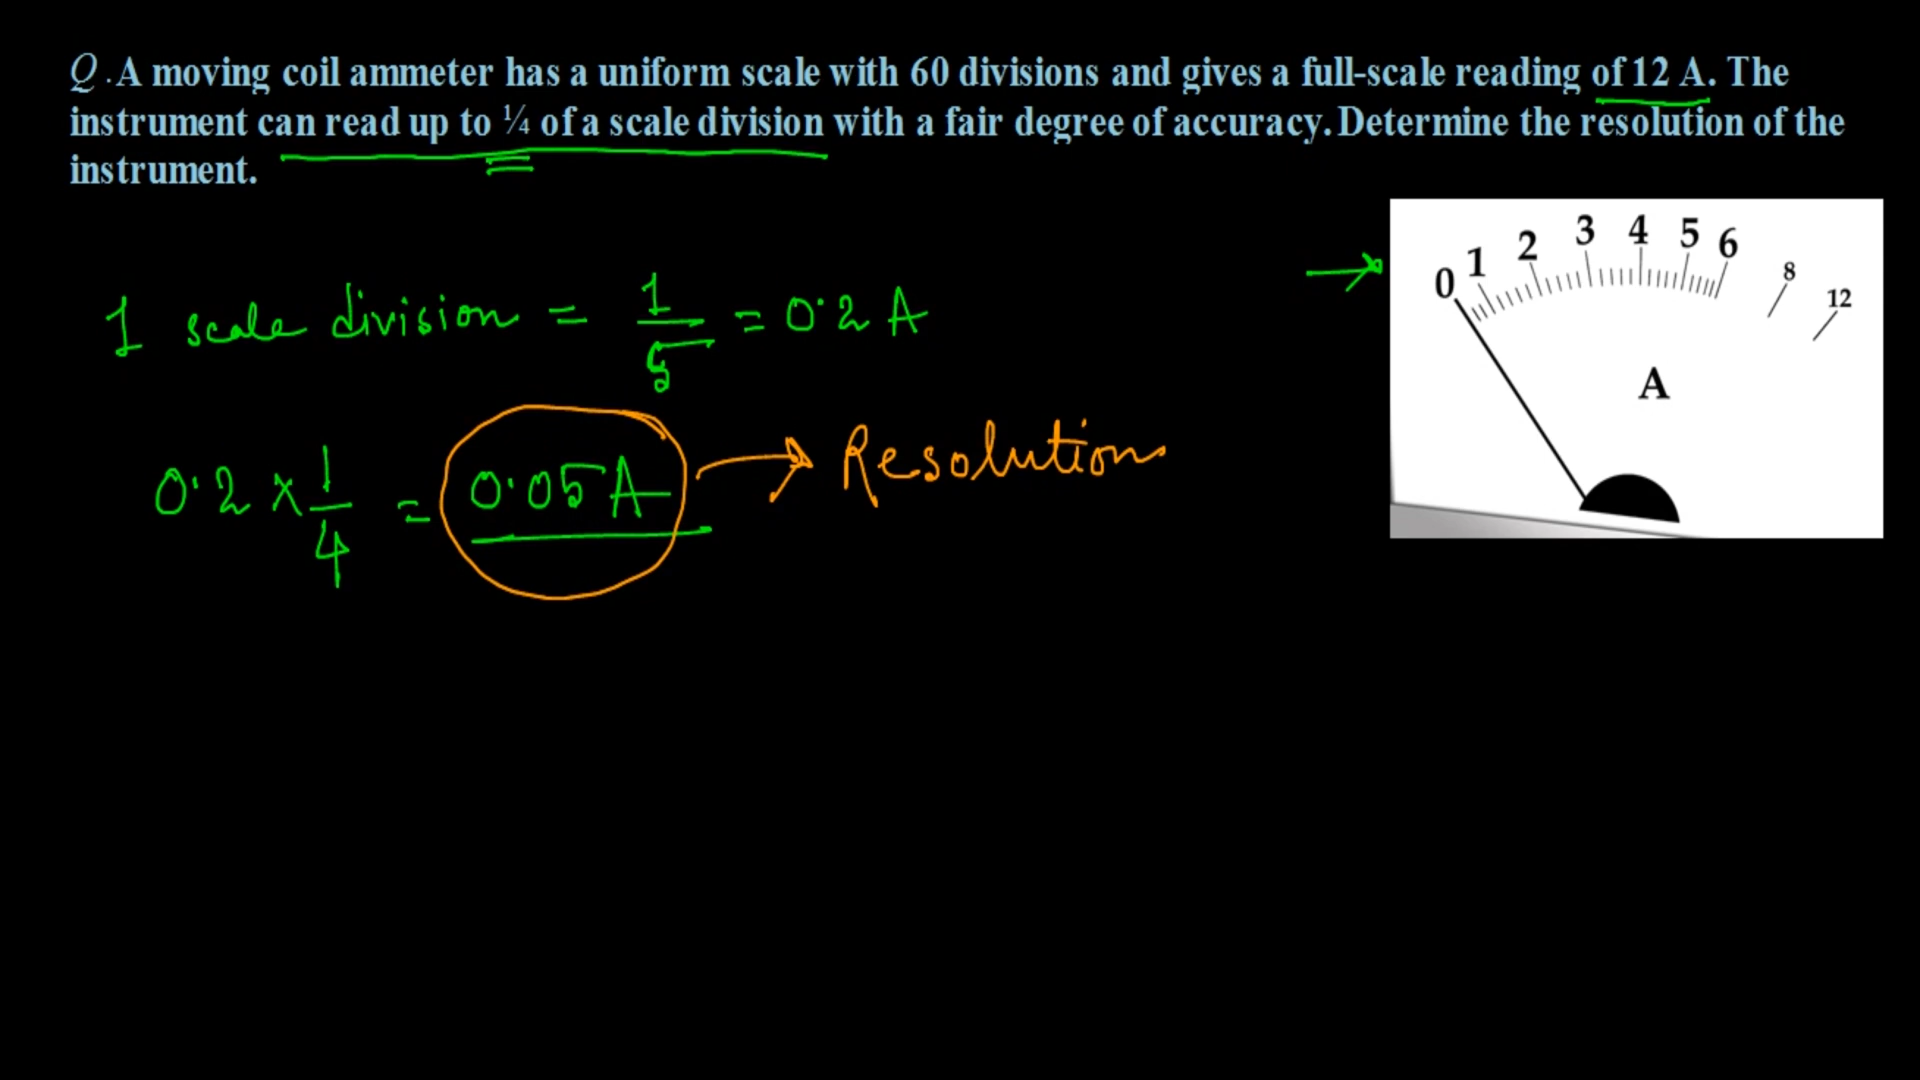 Q. A moving coil ammeter has a uniform scale with 60 divisions and gives a full-scale reading of 12 A. The
instrument can read up to ¼ of a scale division with a fair degree of accuracy. Determine the resolution of the
instrument.
0 1 2 3 4 5 6 8 12
A
1 scale division = 1/5 = 0.2 A
0.2 × 1/4 = 0.05A → Resolution